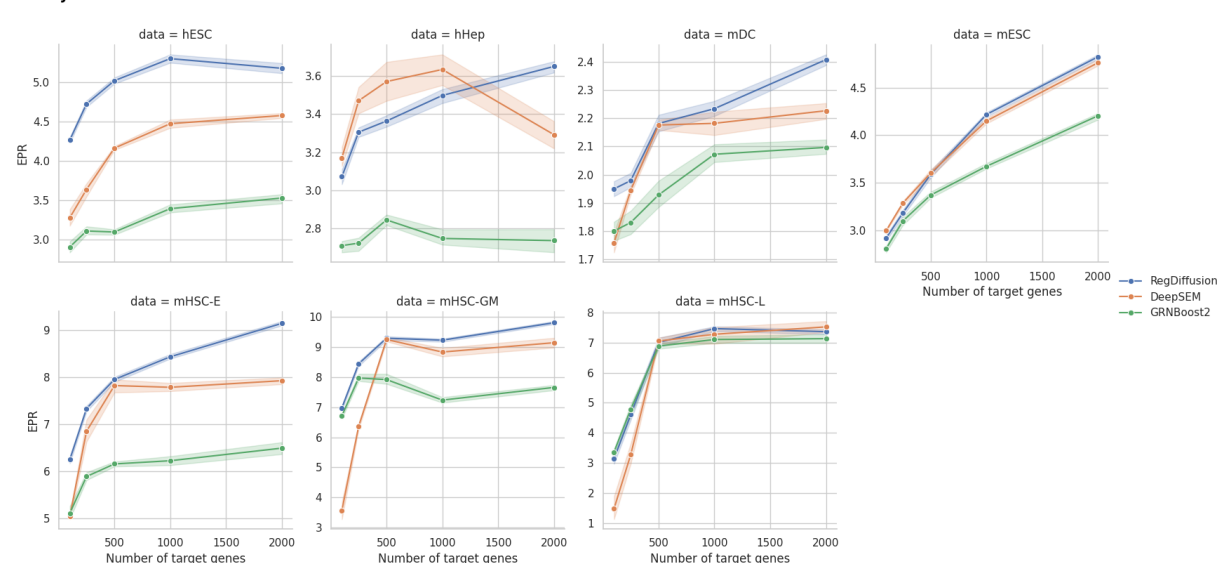 data = hESC
data = hHep
data = mDC
data = mESC
EPR
5.0
4.5
4.0
3.5
3.0
3.6
3.4
3.2
3.0
2.8
2.4
2.3
2.2
2.1
2.0
1.9
1.8
1.7
4.5
4.0
3.5
3.0
500 1000 1500 2000
Number of target genes
RegDiffusion
DeepSEM
GRNBoost2
data = mHSC-E
data = mHSC-GM
data = mHSC-L
EPR
9
8
7
6
5
10
9
8
7
6
5
4
3
8
7
6
5
4
3
2
1
500 1000 1500 2000
500 1000 1500 2000
500 1000 1500 2000
Number of target genes
Number of target genes
Number of target genes